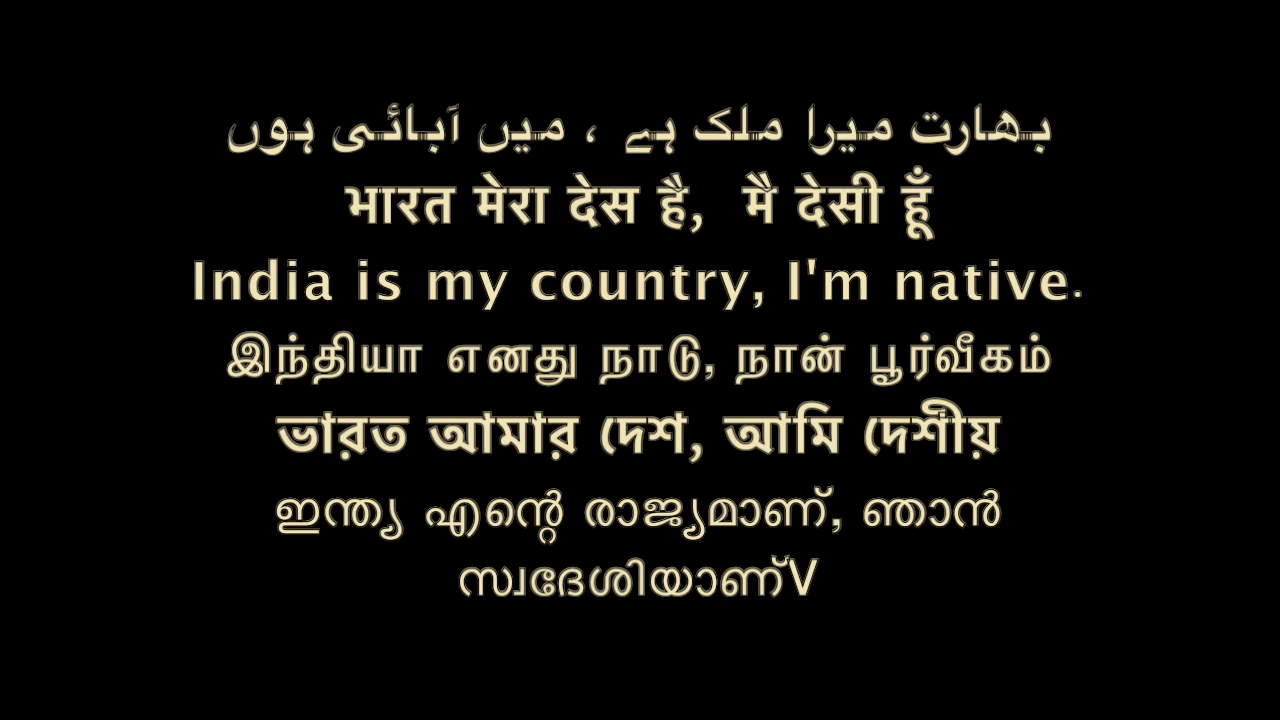 بھارت میرا ملک ہے ، میں آبائی ہوں
भारत मेरा देस है, मै देसी हूँ
India is my country, I'm native.
இந்தியா எனது நாடு, நான் பூர்வீகம்
ভারত আমার দেশ, আমি দেশীয়
ഇന്ത്യ എന്റെ രാജ്യമാണ്, ഞാൻ
സ്വദേശിയാണ്V